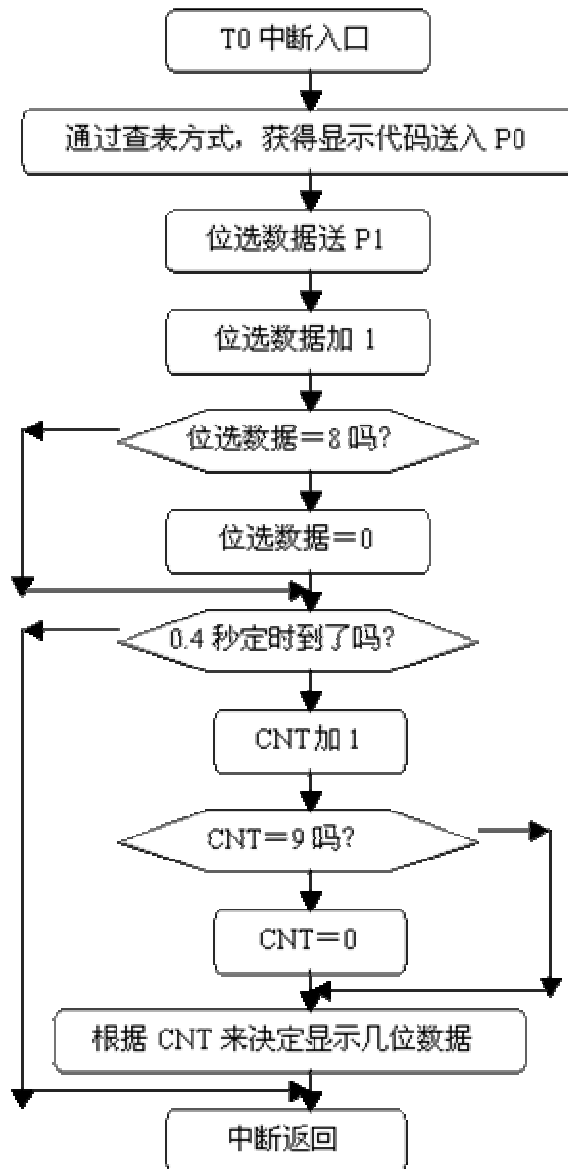 T0 中断入口
通过查表方式，获得显示代码送入 P0
位选数据送 P1
位选数据加 1
位选数据＝8 吗?
位选数据＝0
0.4 秒定时到了吗?
CNT 加 1
CNT＝9 吗?
CNT＝0
根据 CNT 来决定显示几位数据
中断返回